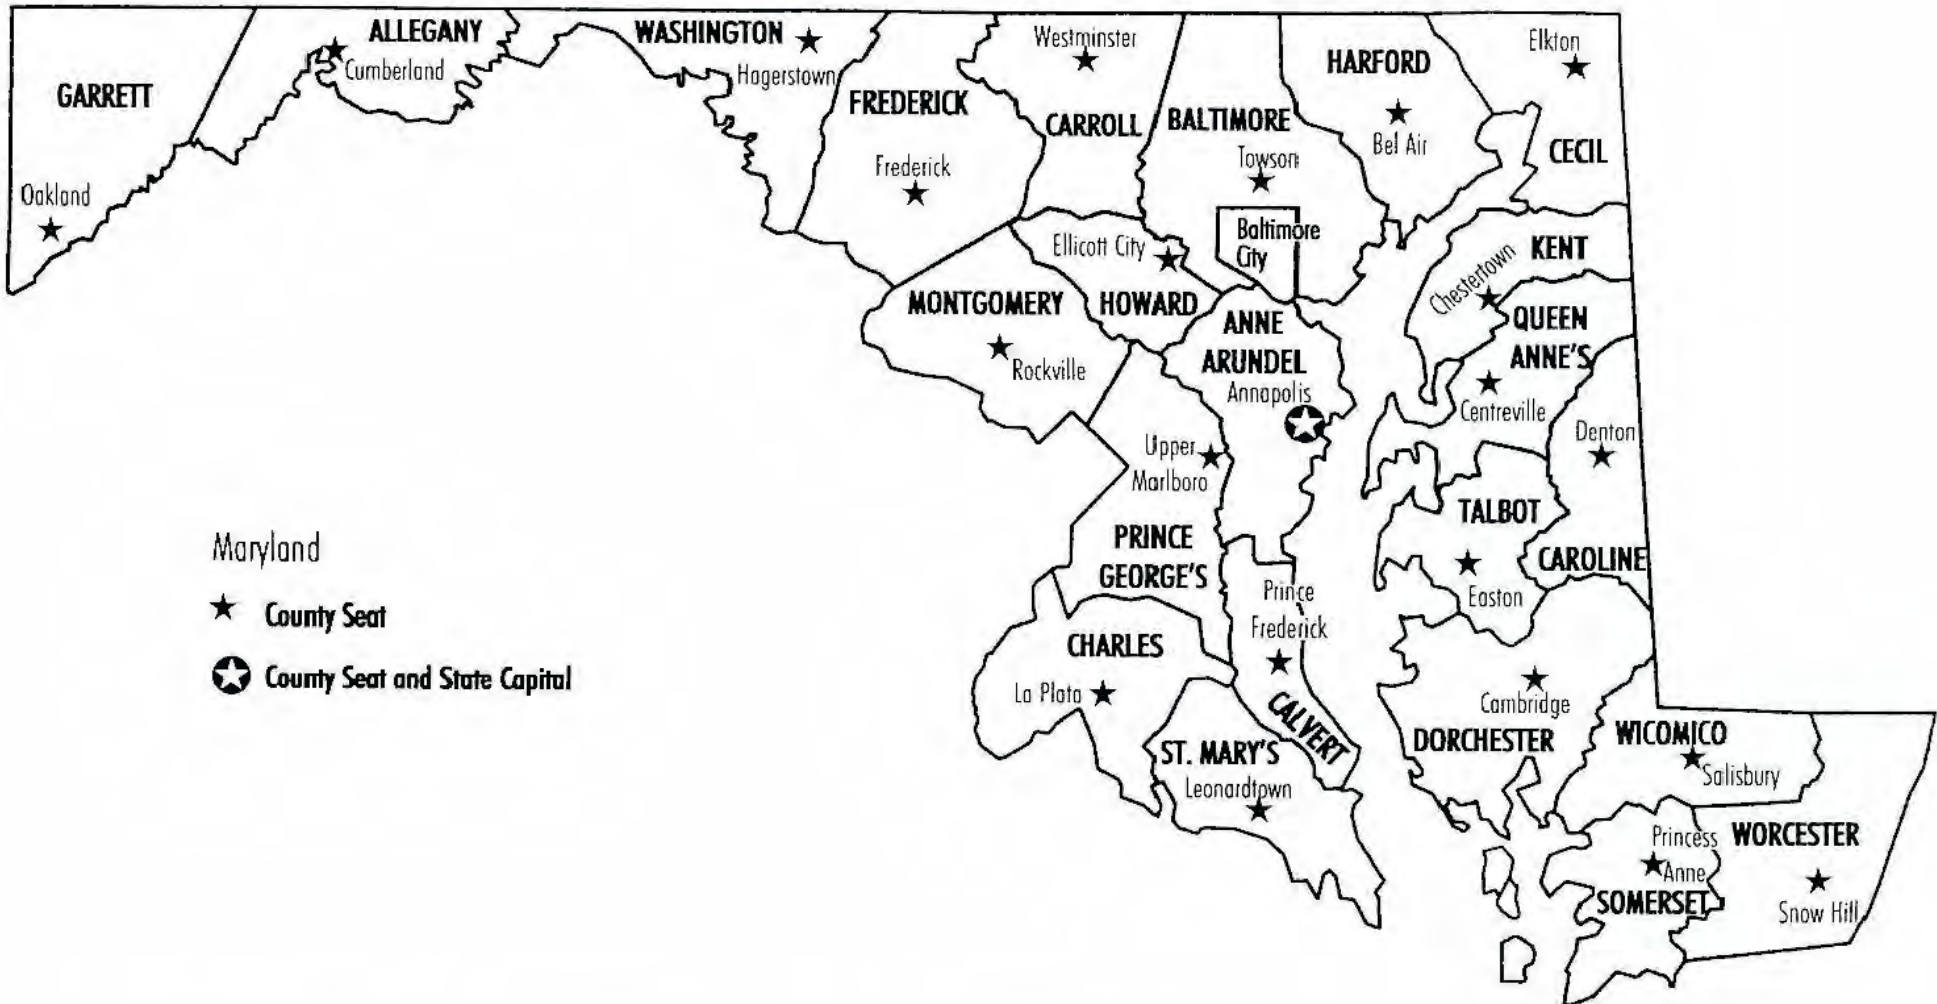 ALLEGANY
Cumberland
GARRETT
Oakland
WASHINGTON
Hagerstown
FREDERICK
Frederick
Westminster
CARROLL
BALTIMORE
Towson
Baltimore
City
HARFORD
Bel Air
Elkton
CECIL
KENT
Chestertown
Ellicott City
HOWARD
MONTGOMERY
Rockville
ANNE
ARUNDEL
Annapolis
QUEEN
ANNE'S
Centreville
Denton
CAROLINE
Upper
Marlboro
PRINCE
GEORGE'S
TALBOT
Easton
Prince
Frederick
CALVERT
CHARLES
La Plata
ST. MARY'S
Leonardtown
Cambridge
DORCHESTER
WICOMICO
Salisbury
Princess
Anne
SOMERSET
WORCESTER
Snow Hill
Maryland
County Seat
County Seat and State Capital